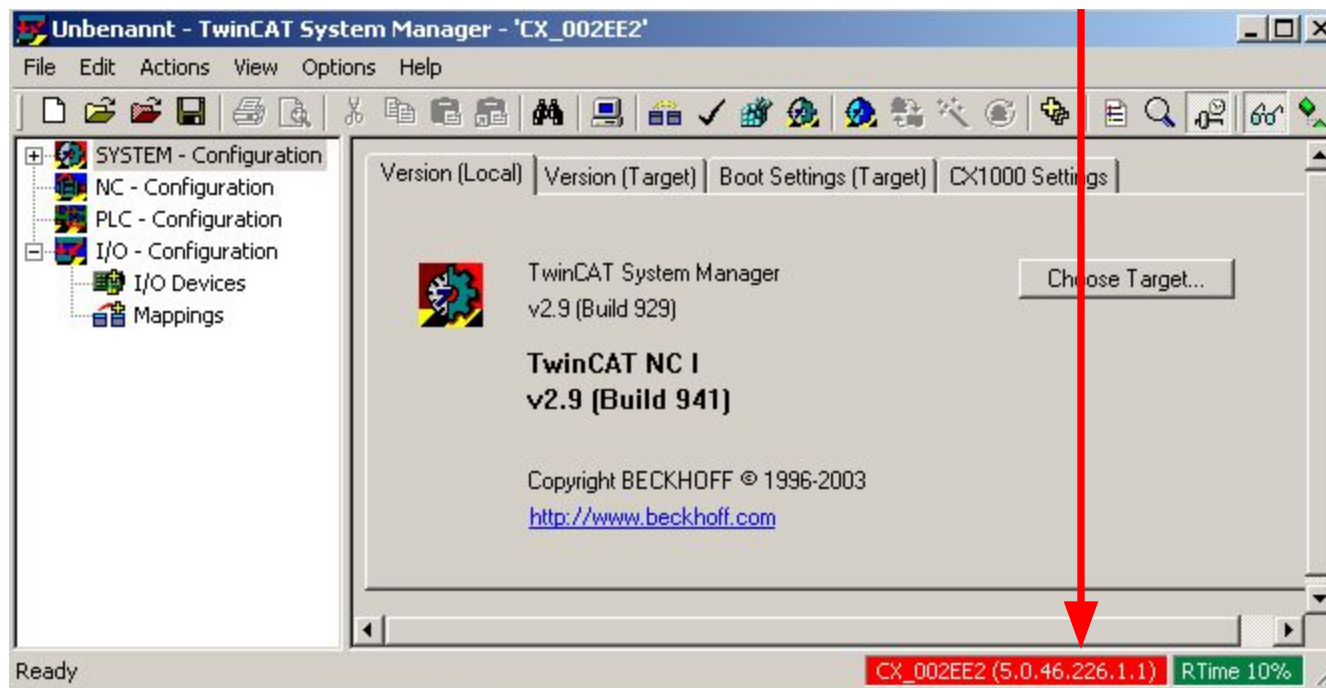 Unbenannt - TwinCAT System Manager - 'CX_002EE2'
File Edit Actions View Options Help
SYSTEM - Configuration
NC - Configuration
PLC - Configuration
I/O - Configuration
I/O Devices
Mappings
Version (Local) Version (Target) Boot Settings (Target) CX1000 Settings
TwinCAT System Manager
v2.9 (Build 929)
Choose Target...
TwinCAT NC I
v2.9 (Build 941)
Copyright BECKHOFF © 1996-2003
http://www.beckhoff.com
Ready CX_002EE2 (5.0.46.226.1.1) RTime 10%